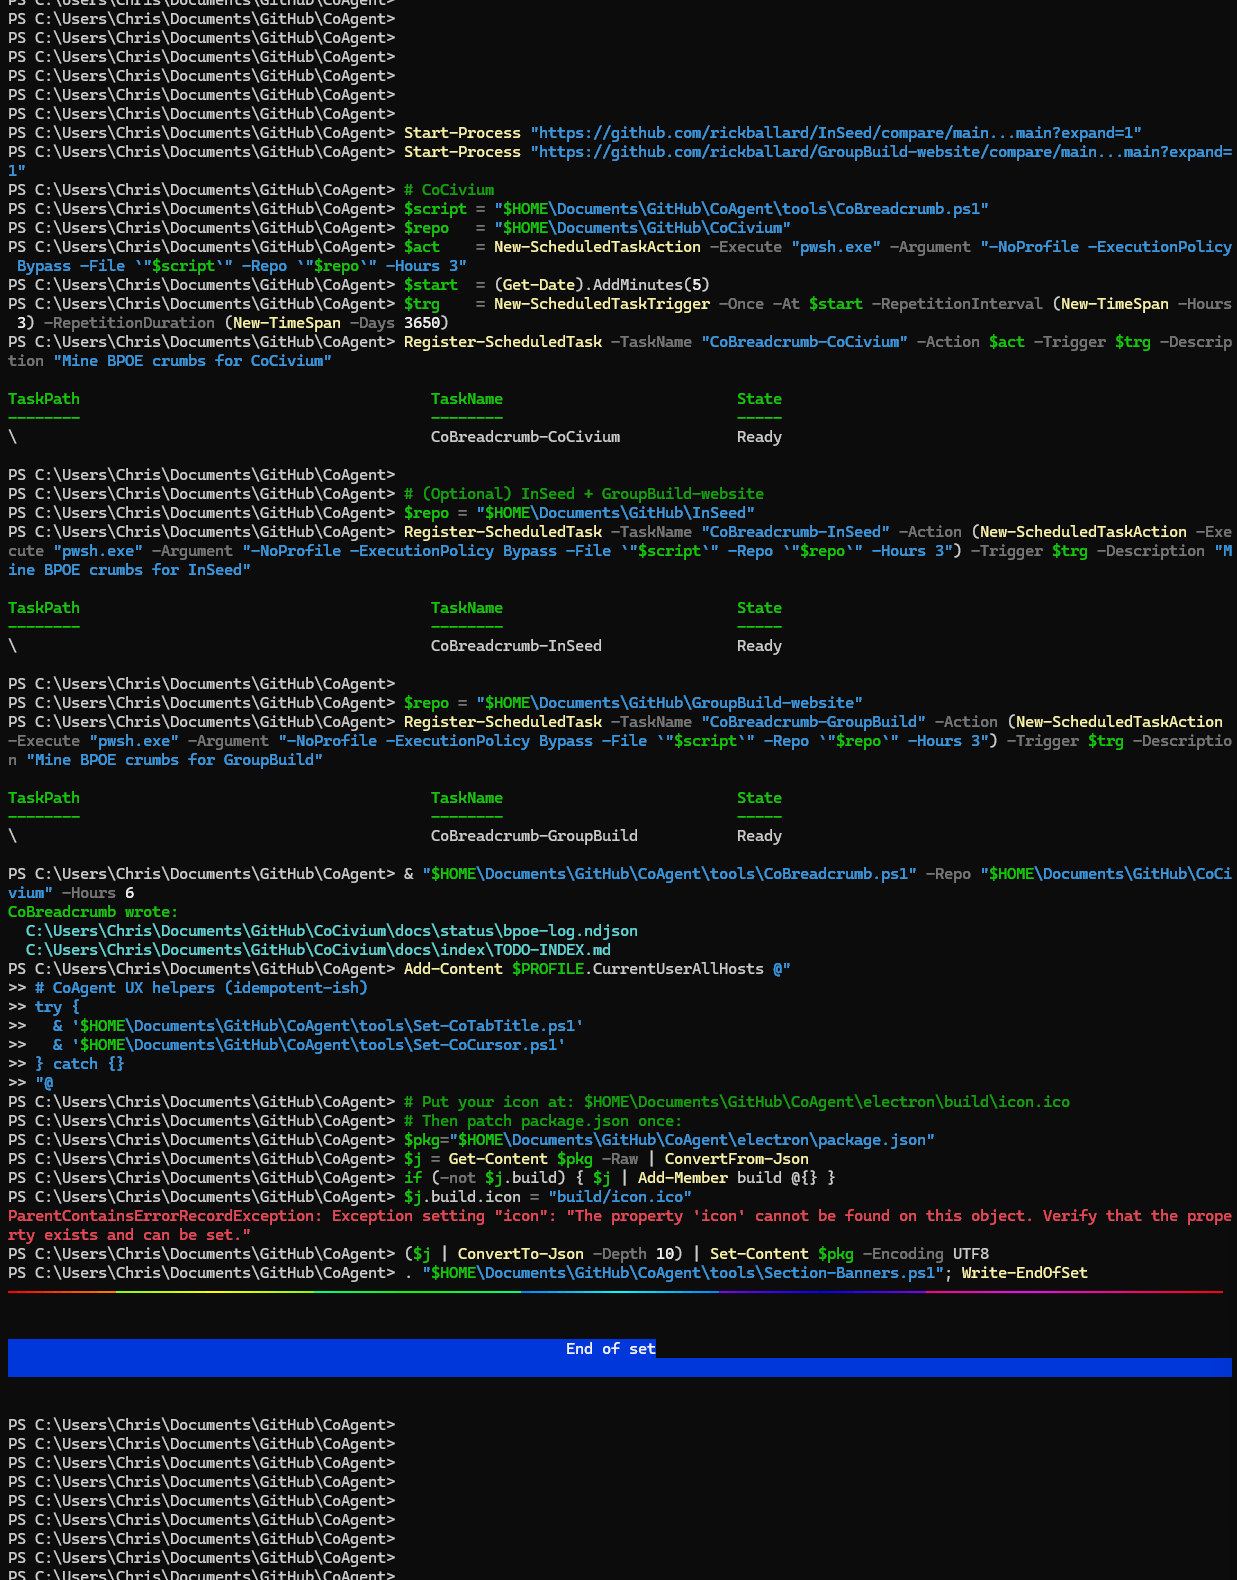 PS C:\Users\Chris\Documents\GitHub\CoAgent>
PS C:\Users\Chris\Documents\GitHub\CoAgent>
PS C:\Users\Chris\Documents\GitHub\CoAgent>
PS C:\Users\Chris\Documents\GitHub\CoAgent>
PS C:\Users\Chris\Documents\GitHub\CoAgent>
PS C:\Users\Chris\Documents\GitHub\CoAgent>
PS C:\Users\Chris\Documents\GitHub\CoAgent>
PS C:\Users\Chris\Documents\GitHub\CoAgent> Start-Process "https://github.com/rickballard/InSeed/compare/main...main?expand=1"
PS C:\Users\Chris\Documents\GitHub\CoAgent> Start-Process "https://github.com/rickballard/GroupBuild-website/compare/main...main?expand=
1"
PS C:\Users\Chris\Documents\GitHub\CoAgent> # CoCivium
PS C:\Users\Chris\Documents\GitHub\CoAgent> $script = "$HOME\Documents\GitHub\CoAgent\tools\CoBreadcrumb.ps1"
PS C:\Users\Chris\Documents\GitHub\CoAgent> $repo   = "$HOME\Documents\GitHub\CoCivium"
PS C:\Users\Chris\Documents\GitHub\CoAgent> $act    = New-ScheduledTaskAction -Execute "pwsh.exe" -Argument "-NoProfile -ExecutionPolicy
 Bypass -File `"$script`" -Repo `"$repo`" -Hours 3"
PS C:\Users\Chris\Documents\GitHub\CoAgent> $start  = (Get-Date).AddMinutes(5)
PS C:\Users\Chris\Documents\GitHub\CoAgent> $trg    = New-ScheduledTaskTrigger -Once -At $start -RepetitionInterval (New-TimeSpan -Hours
 3) -RepetitionDuration (New-TimeSpan -Days 3650)
PS C:\Users\Chris\Documents\GitHub\CoAgent> Register-ScheduledTask -TaskName "CoBreadcrumb-CoCivium" -Action $act -Trigger $trg -Descrip
tion "Mine BPOE crumbs for CoCivium"
TaskPath                                       TaskName                          State
--------                                       --------                          -----
\                                              CoBreadcrumb-CoCivium             Ready
PS C:\Users\Chris\Documents\GitHub\CoAgent>
PS C:\Users\Chris\Documents\GitHub\CoAgent> # (Optional) InSeed + GroupBuild-website
PS C:\Users\Chris\Documents\GitHub\CoAgent> $repo = "$HOME\Documents\GitHub\InSeed"
PS C:\Users\Chris\Documents\GitHub\CoAgent> Register-ScheduledTask -TaskName "CoBreadcrumb-InSeed" -Action (New-ScheduledTaskAction -Exe
cute "pwsh.exe" -Argument "-NoProfile -ExecutionPolicy Bypass -File `"$script`" -Repo `"$repo`" -Hours 3") -Trigger $trg -Description "M
ine BPOE crumbs for InSeed"
TaskPath                                       TaskName                          State
--------                                       --------                          -----
\                                              CoBreadcrumb-InSeed               Ready
PS C:\Users\Chris\Documents\GitHub\CoAgent>
PS C:\Users\Chris\Documents\GitHub\CoAgent> $repo = "$HOME\Documents\GitHub\GroupBuild-website"
PS C:\Users\Chris\Documents\GitHub\CoAgent> Register-ScheduledTask -TaskName "CoBreadcrumb-GroupBuild" -Action (New-ScheduledTaskAction
-Execute "pwsh.exe" -Argument "-NoProfile -ExecutionPolicy Bypass -File `"$script`" -Repo `"$repo`" -Hours 3") -Trigger $trg -Descriptio
n "Mine BPOE crumbs for GroupBuild"
TaskPath                                       TaskName                          State
--------                                       --------                          -----
\                                              CoBreadcrumb-GroupBuild           Ready
PS C:\Users\Chris\Documents\GitHub\CoAgent> & "$HOME\Documents\GitHub\CoAgent\tools\CoBreadcrumb.ps1" -Repo "$HOME\Documents\GitHub\CoCi
vium" -Hours 6
CoBreadcrumb wrote:
  C:\Users\Chris\Documents\GitHub\CoCivium\docs\status\bpoe-log.ndjson
  C:\Users\Chris\Documents\GitHub\CoCivium\docs\index\TODO-INDEX.md
PS C:\Users\Chris\Documents\GitHub\CoAgent> Add-Content $PROFILE.CurrentUserAllHosts @"
>> # CoAgent UX helpers (idempotent-ish)
>> try {
>>   & '$HOME\Documents\GitHub\CoAgent\tools\Set-CoTabTitle.ps1'
>>   & '$HOME\Documents\GitHub\CoAgent\tools\Set-CoCursor.ps1'
>> } catch {}
>> "@
PS C:\Users\Chris\Documents\GitHub\CoAgent> # Put your icon at: $HOME\Documents\GitHub\CoAgent\electron\build\icon.ico
PS C:\Users\Chris\Documents\GitHub\CoAgent> # Then patch package.json once:
PS C:\Users\Chris\Documents\GitHub\CoAgent> $pkg="$HOME\Documents\GitHub\CoAgent\electron\package.json"
PS C:\Users\Chris\Documents\GitHub\CoAgent> $j = Get-Content $pkg -Raw | ConvertFrom-Json
PS C:\Users\Chris\Documents\GitHub\CoAgent> if (-not $j.build) { $j | Add-Member build @{} }
PS C:\Users\Chris\Documents\GitHub\CoAgent> $j.build.icon = "build/icon.ico"
ParentContainsErrorRecordException: Exception setting "icon": "The property 'icon' cannot be found on this object. Verify that the prope
rty exists and can be set."
PS C:\Users\Chris\Documents\GitHub\CoAgent> ($j | ConvertTo-Json -Depth 10) | Set-Content $pkg -Encoding UTF8
PS C:\Users\Chris\Documents\GitHub\CoAgent> . "$HOME\Documents\GitHub\CoAgent\tools\Section-Banners.ps1"; Write-EndOfSet
End of set
PS C:\Users\Chris\Documents\GitHub\CoAgent>
PS C:\Users\Chris\Documents\GitHub\CoAgent>
PS C:\Users\Chris\Documents\GitHub\CoAgent>
PS C:\Users\Chris\Documents\GitHub\CoAgent>
PS C:\Users\Chris\Documents\GitHub\CoAgent>
PS C:\Users\Chris\Documents\GitHub\CoAgent>
PS C:\Users\Chris\Documents\GitHub\CoAgent>
PS C:\Users\Chris\Documents\GitHub\CoAgent>
PS C:\Users\Chris\Documents\GitHub\CoAgent>